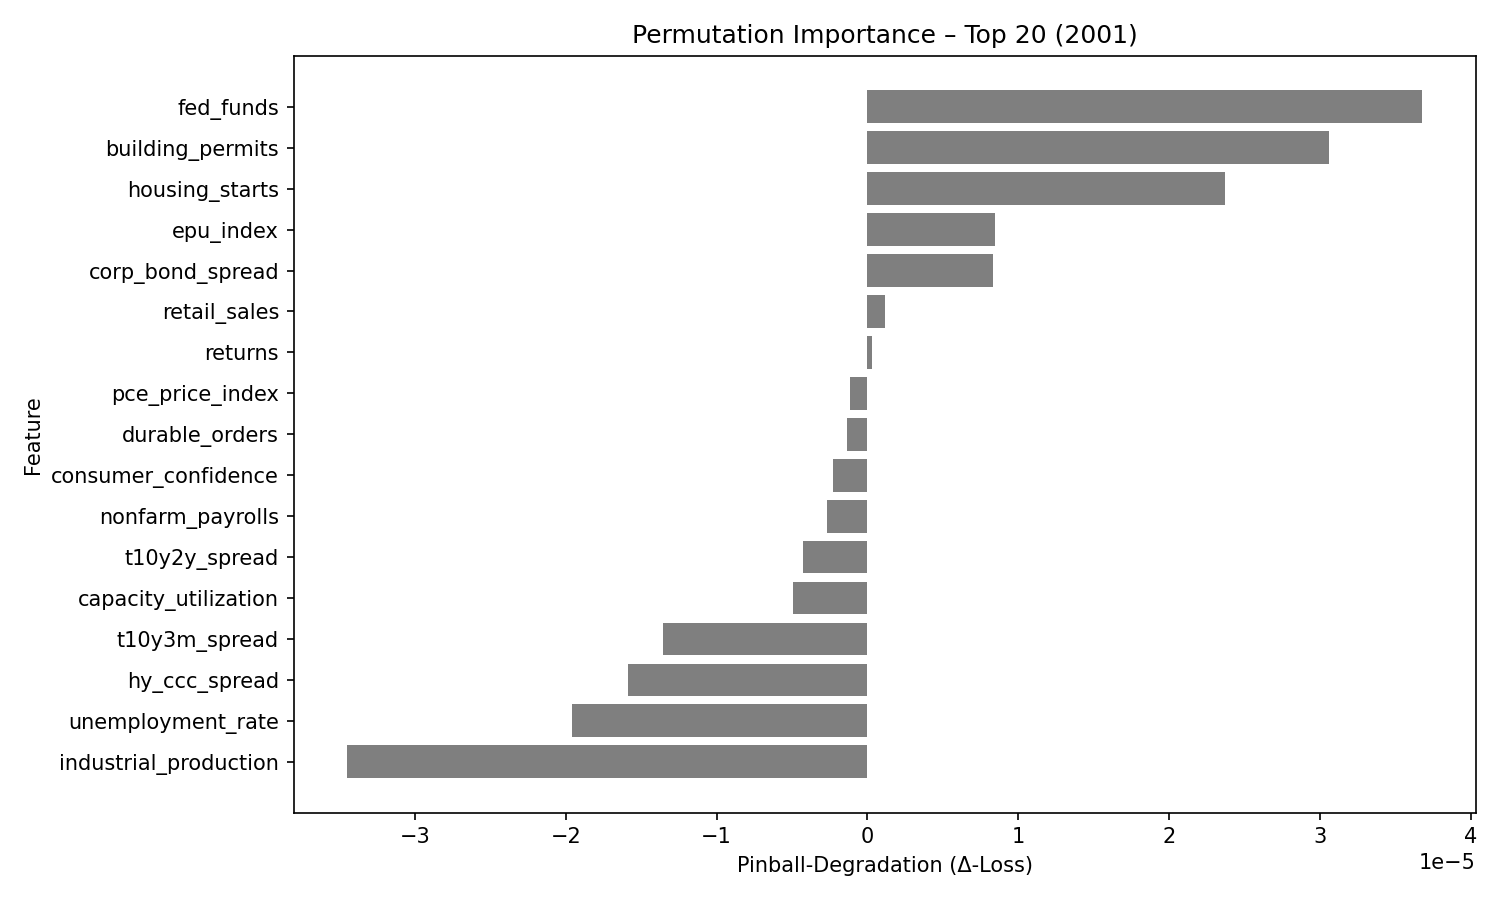 Permutation Importance – Top 20 (2001)
fed_funds
building_permits
housing_starts
epu_index
corp_bond_spread
retail_sales
returns
pce_price_index
durable_orders
consumer_confidence
nonfarm_payrolls
t10y2y_spread
capacity_utilization
t10y3m_spread
hy_ccc_spread
unemployment_rate
industrial_production
Feature
−3 −2 −1 0 1 2 3 4
1e−5
Pinball-Degradation (Δ-Loss)